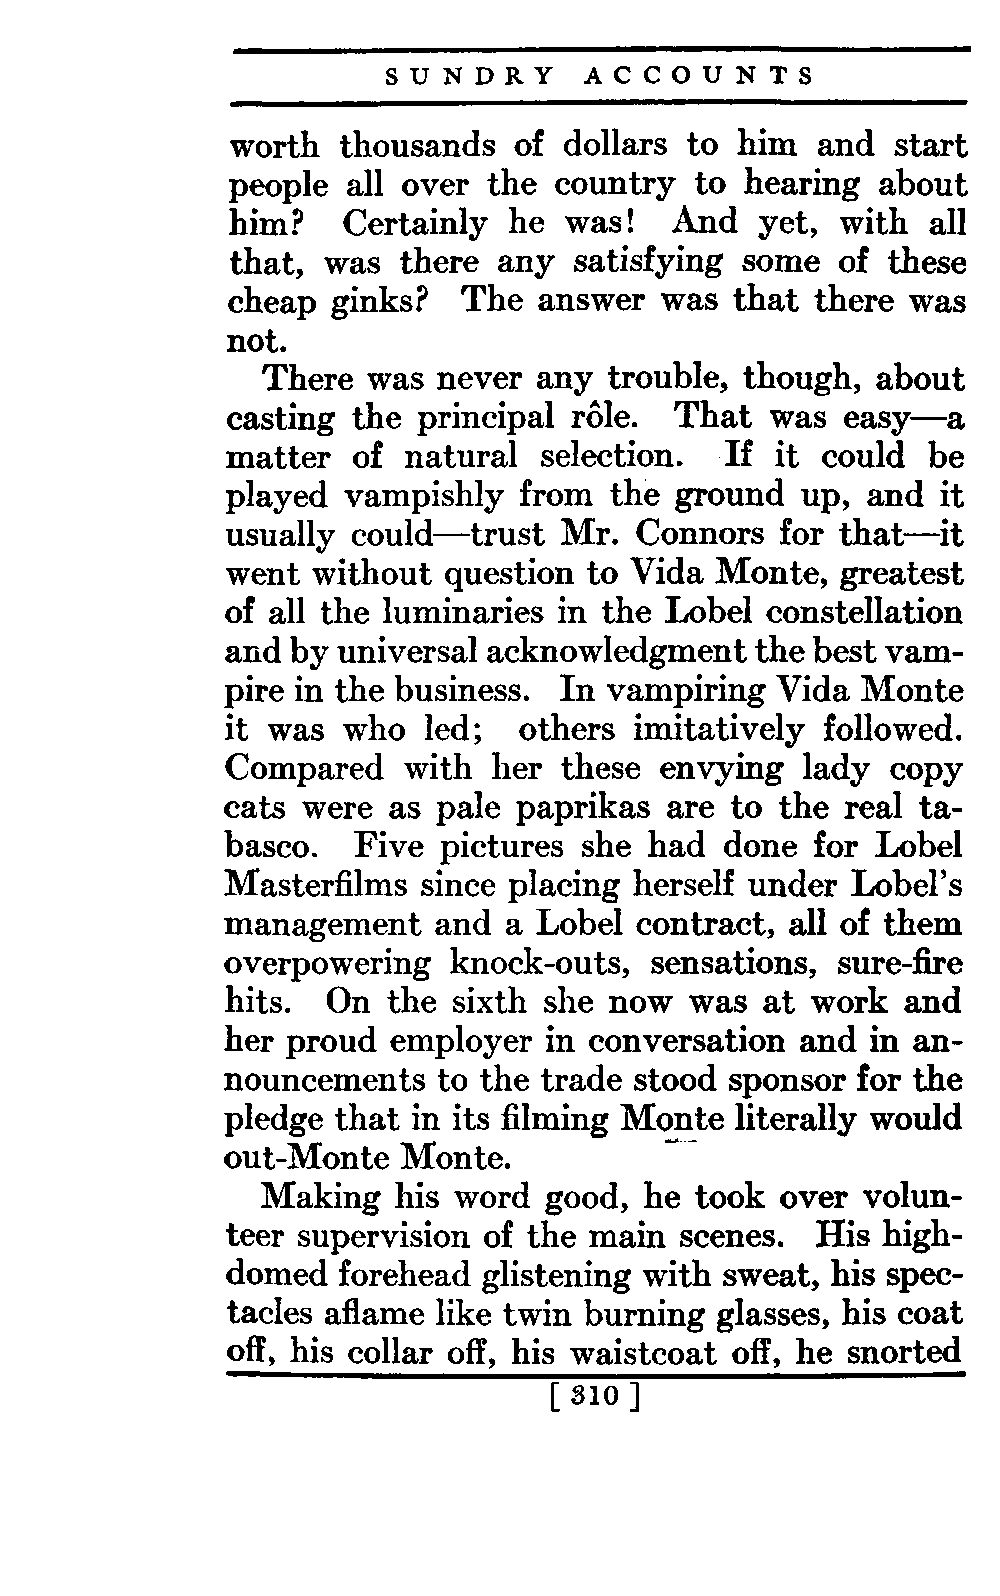 SUNDRY ACCOUNTS
worth thousands of dollars to him and start
people all over the country to hearing about
him? Certainly he was! And yet, with all
that, was there any satisfying some of these
cheap ginks? The answer was that there was
not.
There was never any trouble, though, about
casting the principal rôle. That was easy—a
matter of natural selection. If it could be
played vampishly from the ground up, and it
usually could—trust Mr. Connors for that—it
went without question to Vida Monte, greatest
of all the luminaries in the Lobel constellation
and by universal acknowledgment the best vam-
pire in the business. In vampiring Vida Monte
it was who led; others imitatively followed.
Compared with her these envying lady copy
cats were as pale paprikas are to the real ta-
basco. Five pictures she had done for Lobel
Masterfilms since placing herself under Lobel's
management and a Lobel contract, all of them
overpowering knock-outs, sensations, sure-fire
hits. On the sixth she now was at work and
her proud employer in conversation and in an-
nouncements to the trade stood sponsor for the
pledge that in its filming Monte literally would
out-Monte Monte.
Making his word good, he took over volun-
teer supervision of the main scenes. His high-
domed forehead glistening with sweat, his spec-
tacles aflame like twin burning glasses, his coat
off, his collar off, his waistcoat off, he snorted
[ 310 ]